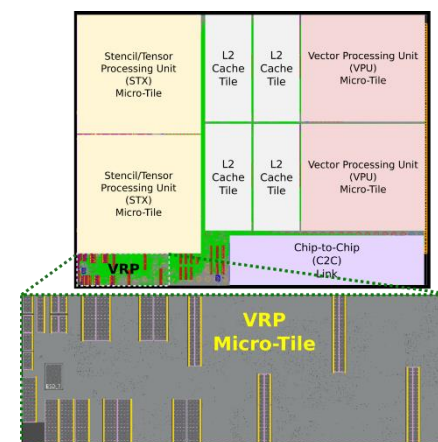 Stencil/Tensor
Processing Unit
(STX)
Micro-Tile
L2
Cache
Tile
L2
Cache
Tile
Vector Processing Unit
(VPU)
Micro-Tile
Stencil/Tensor
Processing Unit
(STX)
Micro-Tile
L2
Cache
Tile
L2
Cache
Tile
Vector Processing Unit
(VPU)
Micro-Tile
Chip-to-Chip
(C2C)
Link
VRP
VRP
Micro-Tile